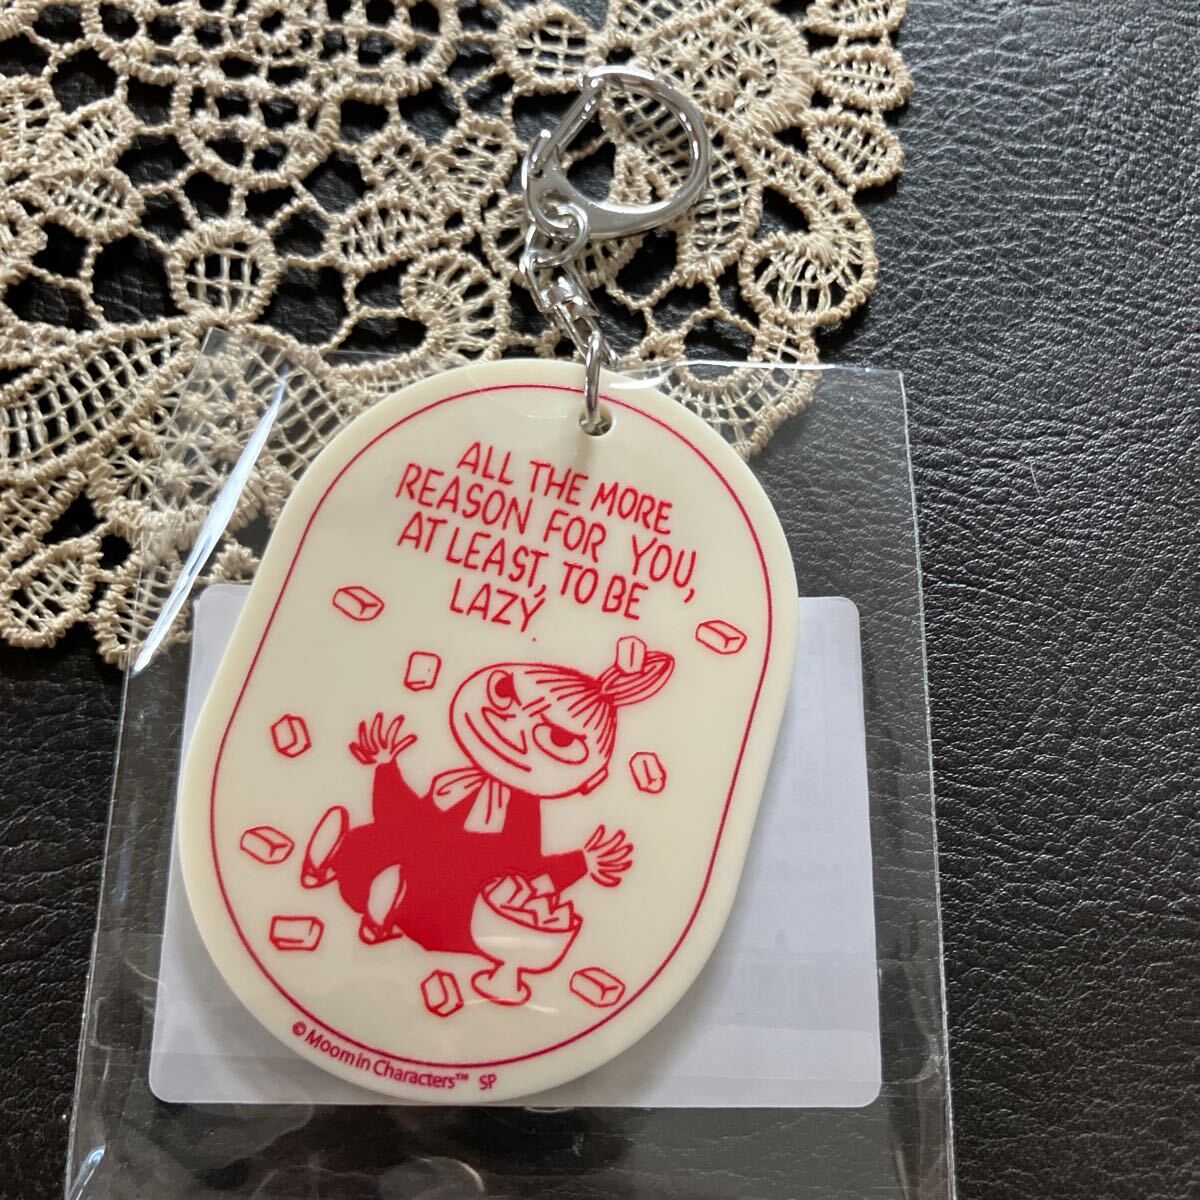 ALL THE MORE
REASON FOR YOU,
AT LEAST, TO BE
LAZY.
© Moomin Characters™ SP